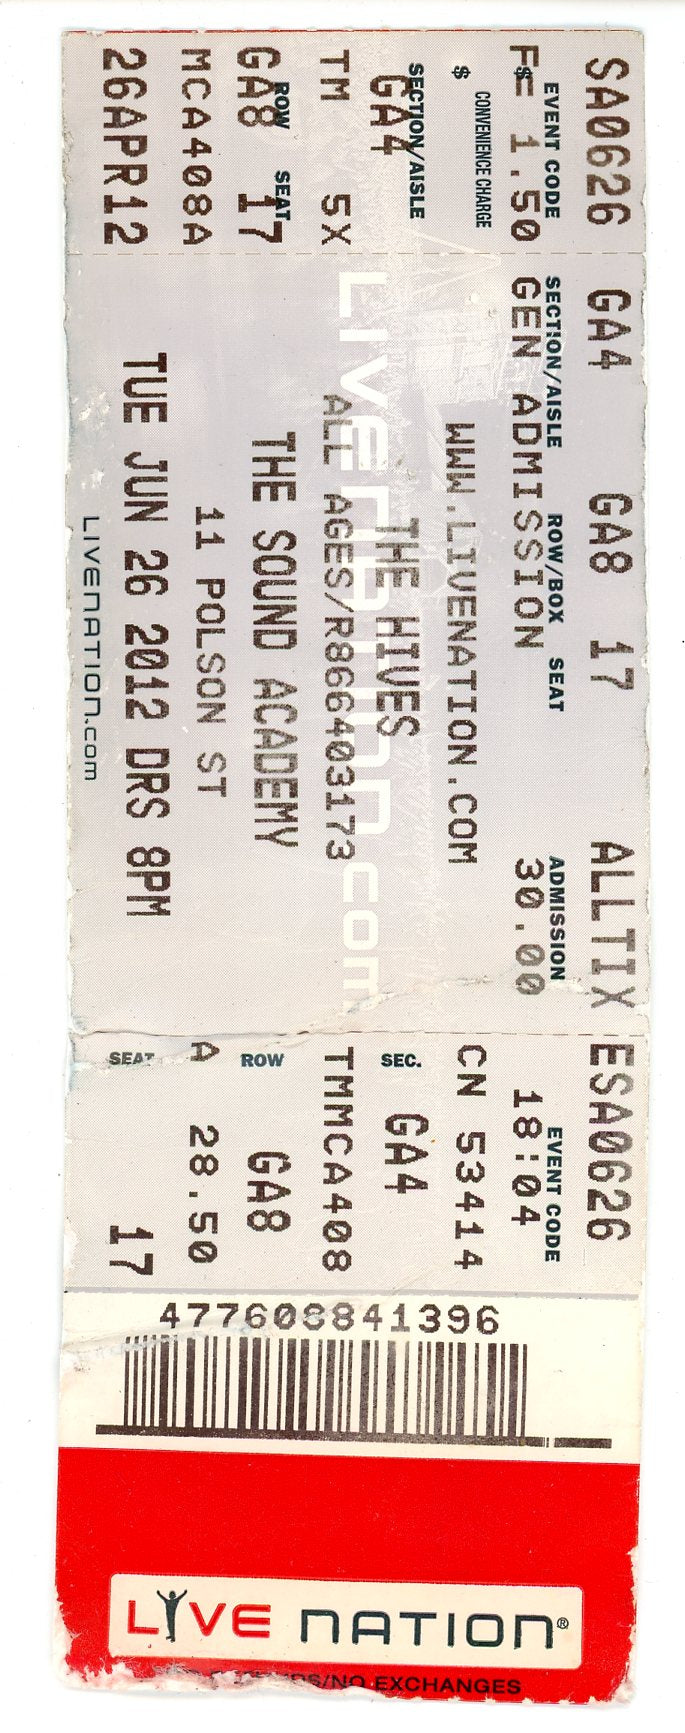 SA0626 GA4 GA8 17 ALLTIX ESA0626
EVENT CODE SECTION/AISLE ROW/BOX SEAT ADMISSION EVENT CODE
F= 1.50 GEN ADMISSION 30.00 18:04
$
CONVENIENCE CHARGE
$
WWW.LIVENATION.COM
CN 53414
SECTION/AISLE
GA4
THE HIVES
SEC.
GA4
TM 5X
ALL AGES/R866403173
TMMCA408
LIVE nATION.COM
ROW SEAT
GA8 17
THE SOUND ACADEMY
ROW
GA8
MCA408A
11 POLSON ST
A 28.50
26APR12
TUE JUN 26 2012 DRS 8PM
SEAT
17
LIVENATION.com
477608841396
LIVE NATION®
/NO EXCHANGES